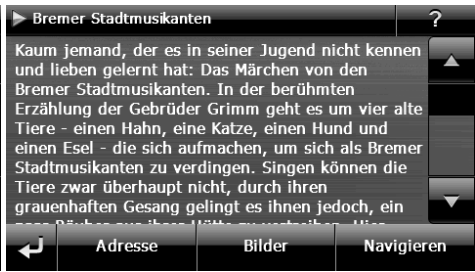 Bremer Stadtmusikanten ?
Kaum jemand, der es in seiner Jugend nicht kennen
und lieben gelernt hat: Das Märchen von den
Bremer Stadtmusikanten. In der berühmten
Erzählung der Gebrüder Grimm geht es um vier alte
Tiere - einen Hahn, eine Katze, einen Hund und
einen Esel - die sich aufmachen, um sich als Bremer
Stadtmusikanten zu verdingen. Singen können die
Tiere zwar überhaupt nicht, durch ihren
grauenhaften Gesang gelingt es ihnen jedoch, ein
Adresse Bilder Navigieren